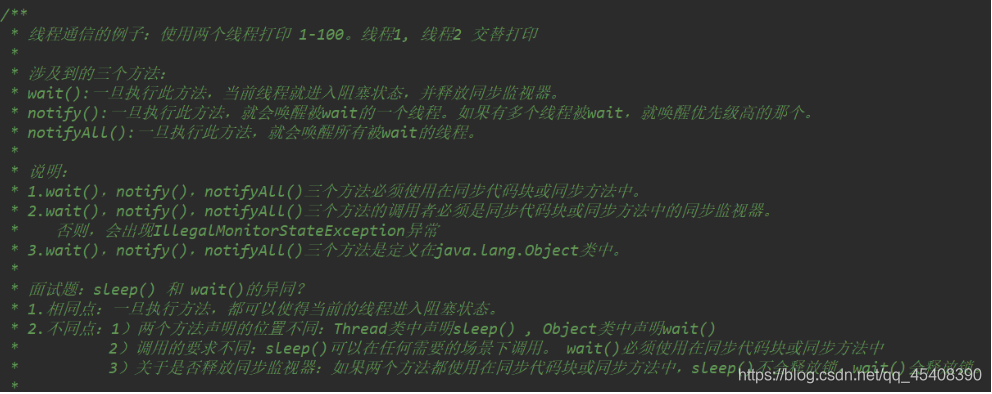 /**
* 线程通信的例子：使用两个线程打印 1-100。线程1, 线程2 交替打印
*
* 涉及到的三个方法：
* wait():一旦执行此方法，当前线程就进入阻塞状态，并释放同步监视器。
* notify():一旦执行此方法，就会唤醒被wait的一个线程。如果有多个线程被wait，就唤醒优先级高的那个。
* notifyAll():一旦执行此方法，就会唤醒所有被wait的线程。
*
* 说明：
* 1.wait()，notify()，notifyAll()三个方法必须使用在同步代码块或同步方法中。
* 2.wait()，notify()，notifyAll()三个方法的调用者必须是同步代码块或同步方法中的同步监视器。
* 否则，会出现IllegalMonitorStateException异常
* 3.wait()，notify()，notifyAll()三个方法是定义在java.lang.Object类中。
*
* 面试题：sleep() 和 wait()的异同？
* 1.相同点：一旦执行方法，都可以使得当前的线程进入阻塞状态。
* 2.不同点：1）两个方法声明的位置不同：Thread类中声明sleep() , Object类中声明wait()
* 2）调用的要求不同：sleep()可以在任何需要的场景下调用。 wait()必须使用在同步代码块或同步方法中
* 3）关于是否释放同步监视器：如果两个方法都使用在同步代码块或同步方法中，sleep()不会释放锁，wait()会释放锁。
*
https://blog.csdn.net/qq_45408390